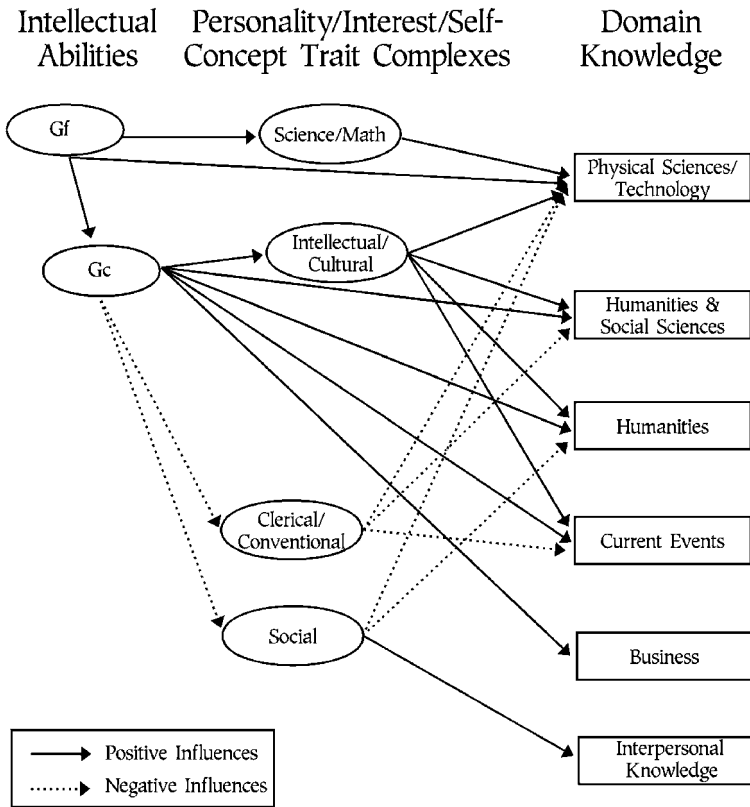 Intellectual
Abilities
Personality/Interest/Self-
Concept Trait Complexes
Domain
Knowledge
Gf
Science/Math
Physical Sciences/
Technology
Gc
Intellectual/
Cultural
Humanities &
Social Sciences
Humanities
Clerical/
Conventional
Current Events
Social
Business
Interpersonal
Knowledge
Positive Influences
Negative Influences